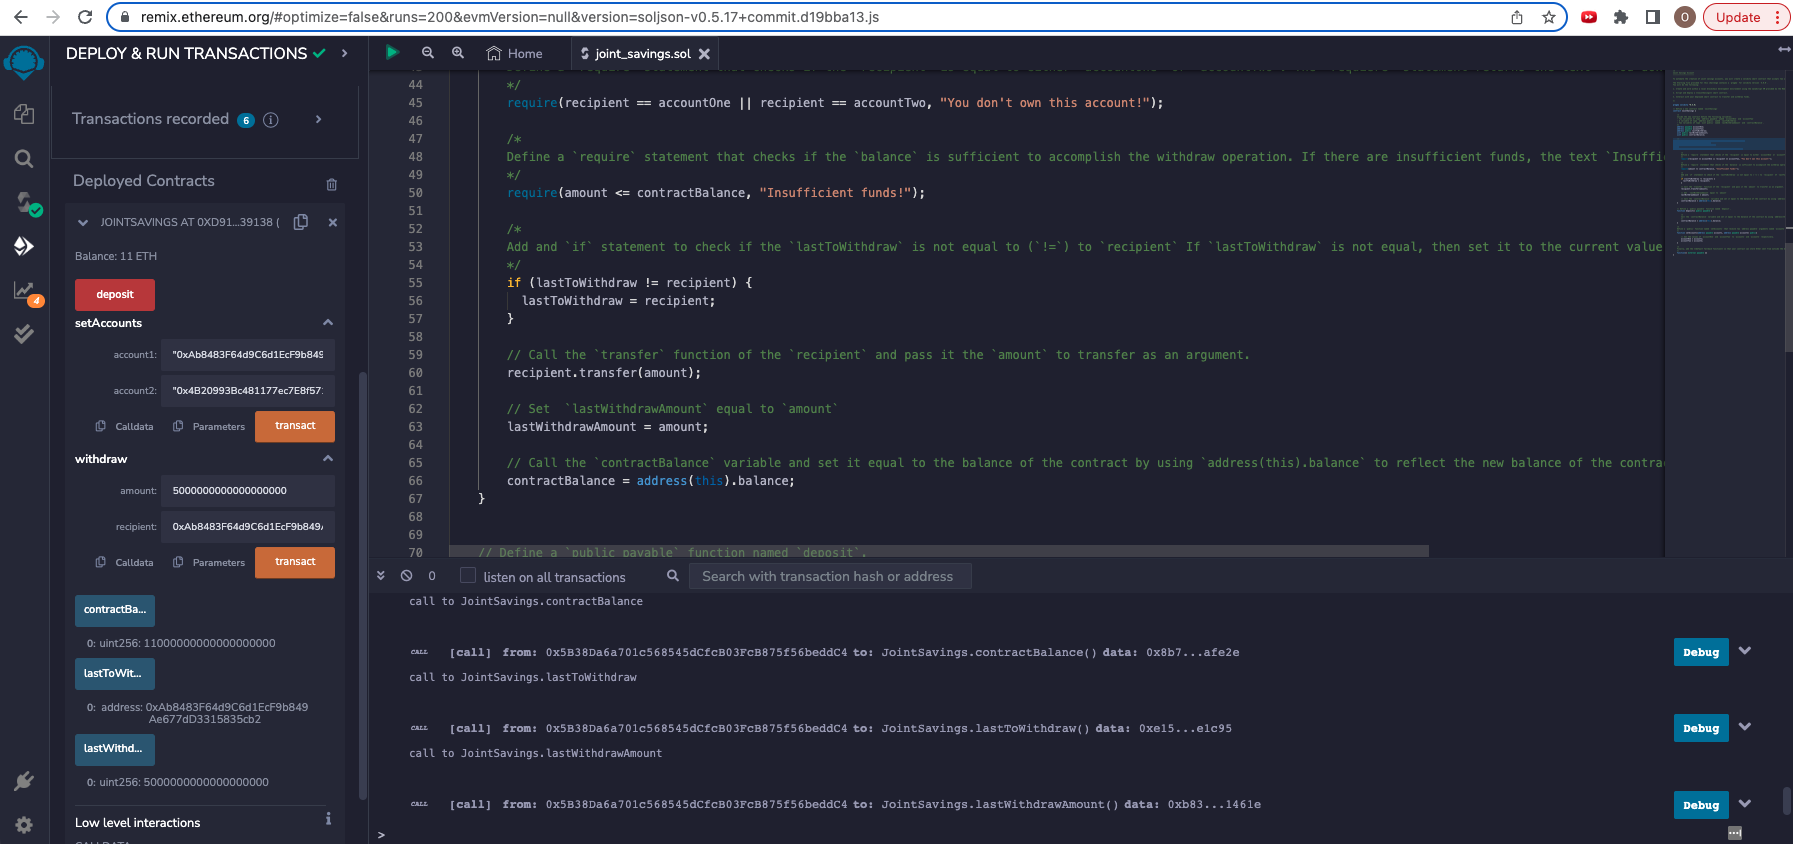 remix.ethereum.org/#optimize=false&runs=200&evmVersion=null&version=soljson-v0.5.17+commit.d19bba13.js
O
Update
DEPLOY & RUN TRANSACTIONS
Transactions recorded 6 i
Deployed Contracts
JOINTSAVINGS AT 0XD91...39138 (
Balance: 11 ETH
deposit
setAccounts
account1: "0xAb8483F64d9C6d1EcF9b849
account2: "0x4B20993Bc481177ec7E8f571
Calldata Parameters transact
withdraw
amount: 5000000000000000000
recipient: 0xAb8483F64d9C6d1EcF9b849A
Calldata Parameters transact
contractBa...
0: uint256: 11000000000000000000
lastToWit...
0: address: 0xAb8483F64d9C6d1EcF9b849
Ae677dD3315835cb2
lastWithd...
0: uint256: 5000000000000000000
Low level interactions i
CALLDATA
4
Home
joint_savings.sol
44 */
45 require(recipient == accountOne || recipient == accountTwo, "You don't own this account!");
46
47 /*
48 Define a `require` statement that checks if the `balance` is sufficient to accomplish the withdraw operation. If there are insufficient funds, the text `Insuffi
49 */
50 require(amount <= contractBalance, "Insufficient funds!");
51
52 /*
53 Add and `if` statement to check if the `lastToWithdraw` is not equal to (`!=`) to `recipient` If `lastToWithdraw` is not equal, then set it to the current value
54 */
55 if (lastToWithdraw != recipient) {
56 lastToWithdraw = recipient;
57 }
58
59 // Call the `transfer` function of the `recipient` and pass it the `amount` to transfer as an argument.
60 recipient.transfer(amount);
61
62 // Set  `lastWithdrawAmount` equal to `amount`
63 lastWithdrawAmount = amount;
64
65 // Call the `contractBalance` variable and set it equal to the balance of the contract by using `address(this).balance` to reflect the new balance of the contra
66 contractBalance = address(this).balance;
67 }
68
69
70 // Define a `public payable` function named `deposit`.
0 listen on all transactions Search with transaction hash or address
call to JointSavings.contractBalance
CALL [call] from: 0x5B38Da6a701c568545dCfcB03FcB875f56beddC4 to: JointSavings.contractBalance() data: 0x8b7...afe2e Debug
call to JointSavings.lastToWithdraw
CALL [call] from: 0x5B38Da6a701c568545dCfcB03FcB875f56beddC4 to: JointSavings.lastToWithdraw() data: 0xe15...e1c95 Debug
call to JointSavings.lastWithdrawAmount
CALL [call] from: 0x5B38Da6a701c568545dCfcB03FcB875f56beddC4 to: JointSavings.lastWithdrawAmount() data: 0xb83...1461e Debug
>